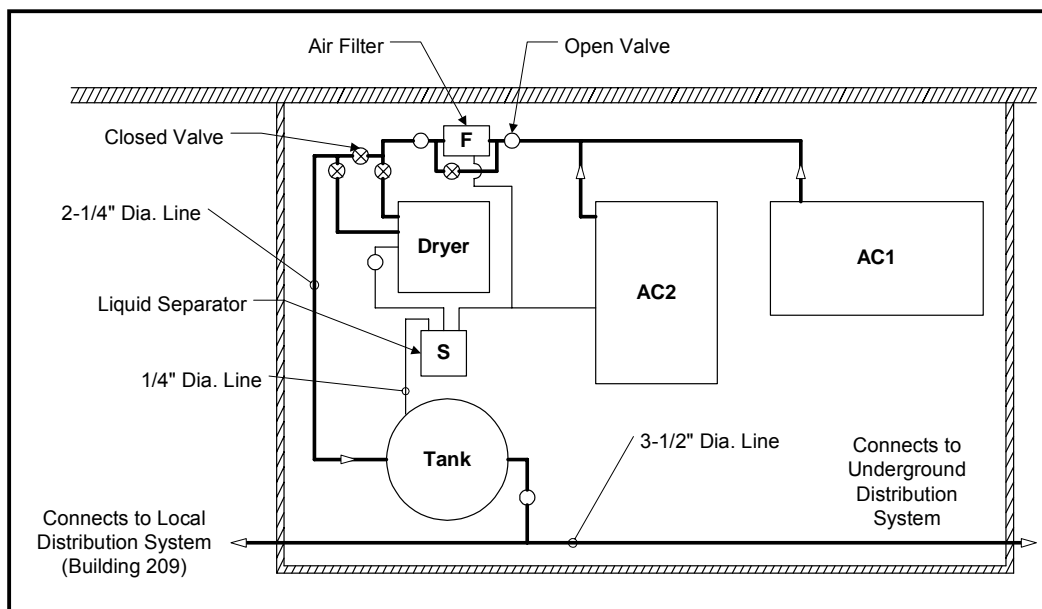 Air Filter
Open Valve
Closed Valve
F
2-1/4" Dia. Line
Dryer
AC2
AC1
Liquid Separator
S
1/4" Dia. Line
Tank
3-1/2" Dia. Line
Connects to
Underground
Distribution
System
Connects to Local
Distribution System
(Building 209)